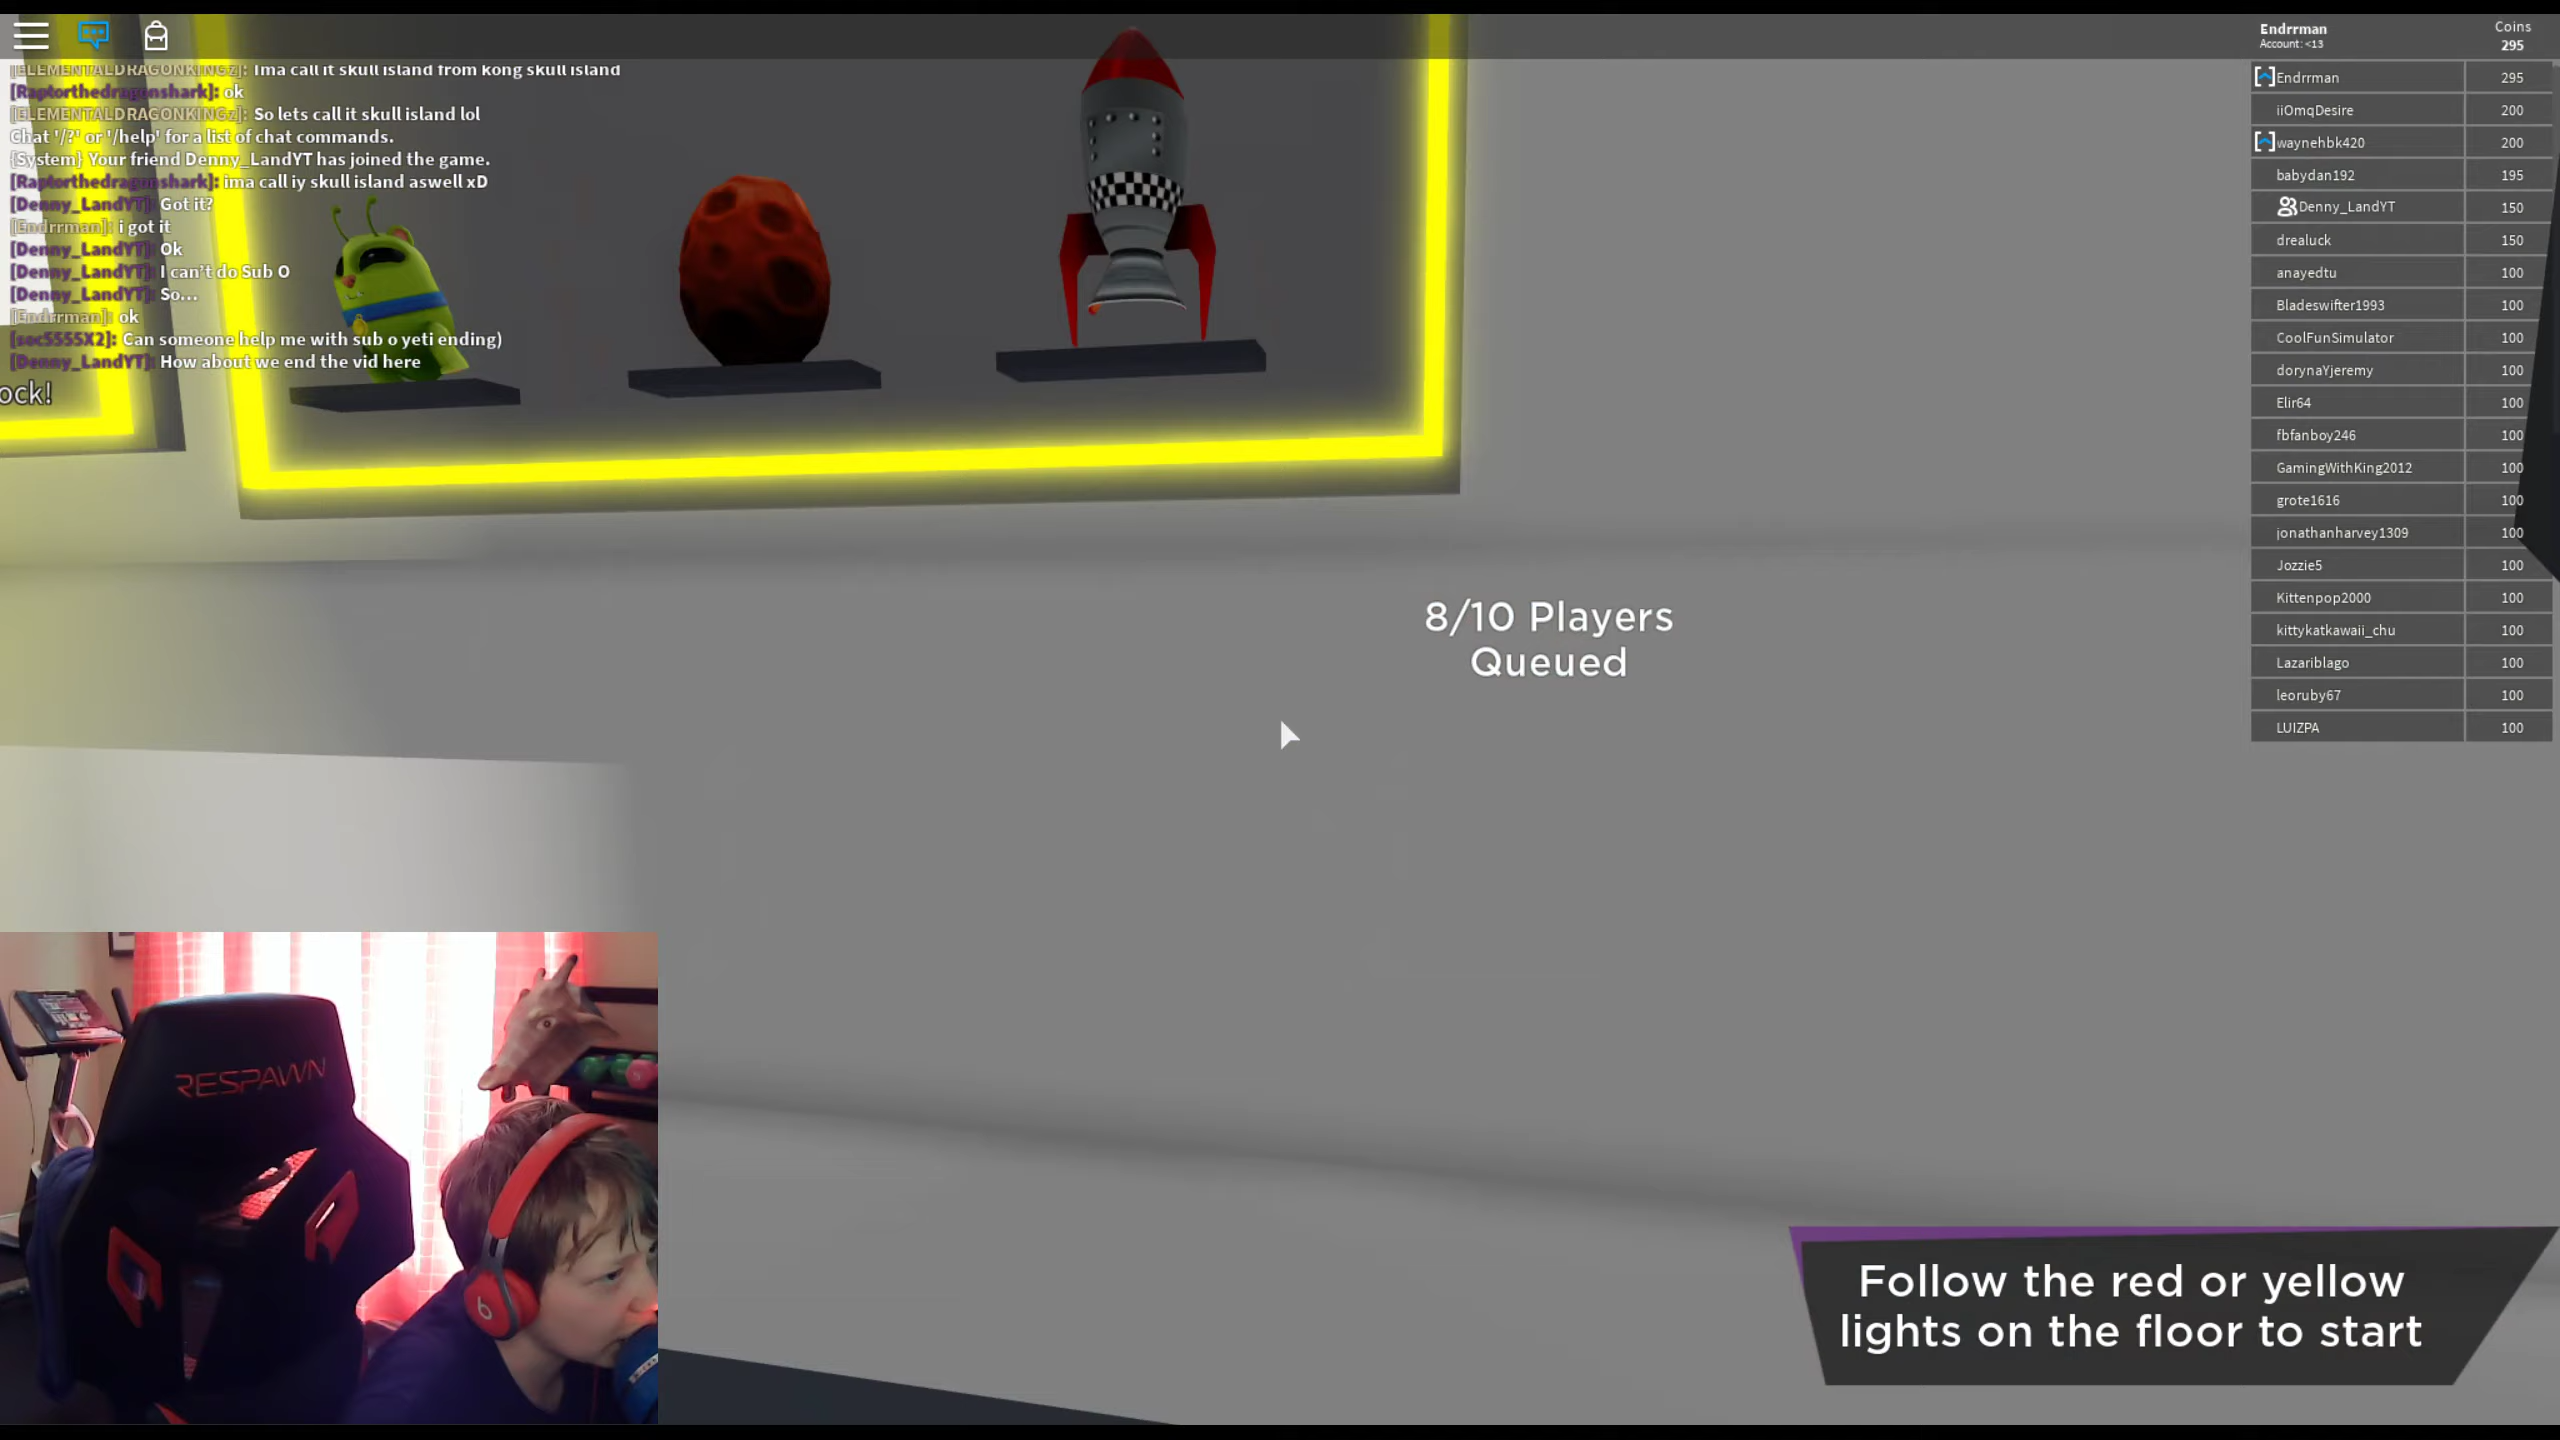 [ELEMENTALDRAGONKINGz]: Ima call it skull island from kong skull island
[Raptorthedragonshark]: ok
[ELEMENTALDRAGONKINGz]: So lets call it skull island lol
Chat '/?' or '/help' for a list of chat commands.
{System} Your friend Denny_LandYT has joined the game.
[Raptorthedragonshark]: ima call iy skull island aswell xD
[Denny_LandYT]: Got it?
[Endrrman]: i got it
[Denny_LandYT]: Ok
[Denny_LandYT]: I can't do Sub O
[Denny_LandYT]: So...
[Endrrman]: ok
[soc5555X2]: Can someone help me with sub o yeti ending)
[Denny_LandYT]: How about we end the vid here
ock!
8/10 Players
Queued
Endrrman
Account: <13
Coins
295
Endrrman 295
iiOmqDesire 200
waynehbk420 200
babydan192 195
Denny_LandYT 150
drealuck 150
anayedtu 100
Bladeswifter1993 100
CoolFunSimulator 100
dorynaYjeremy 100
Elir64 100
fbfanboy246 100
GamingWithKing2012 100
grote1616 100
jonathanharvey1309 100
Jozzie5 100
Kittenpop2000 100
kittykatkawaii_chu 100
Lazariblago 100
leoruby67 100
LUIZPA 100
RESPAWN
Follow the red or yellow
lights on the floor to start